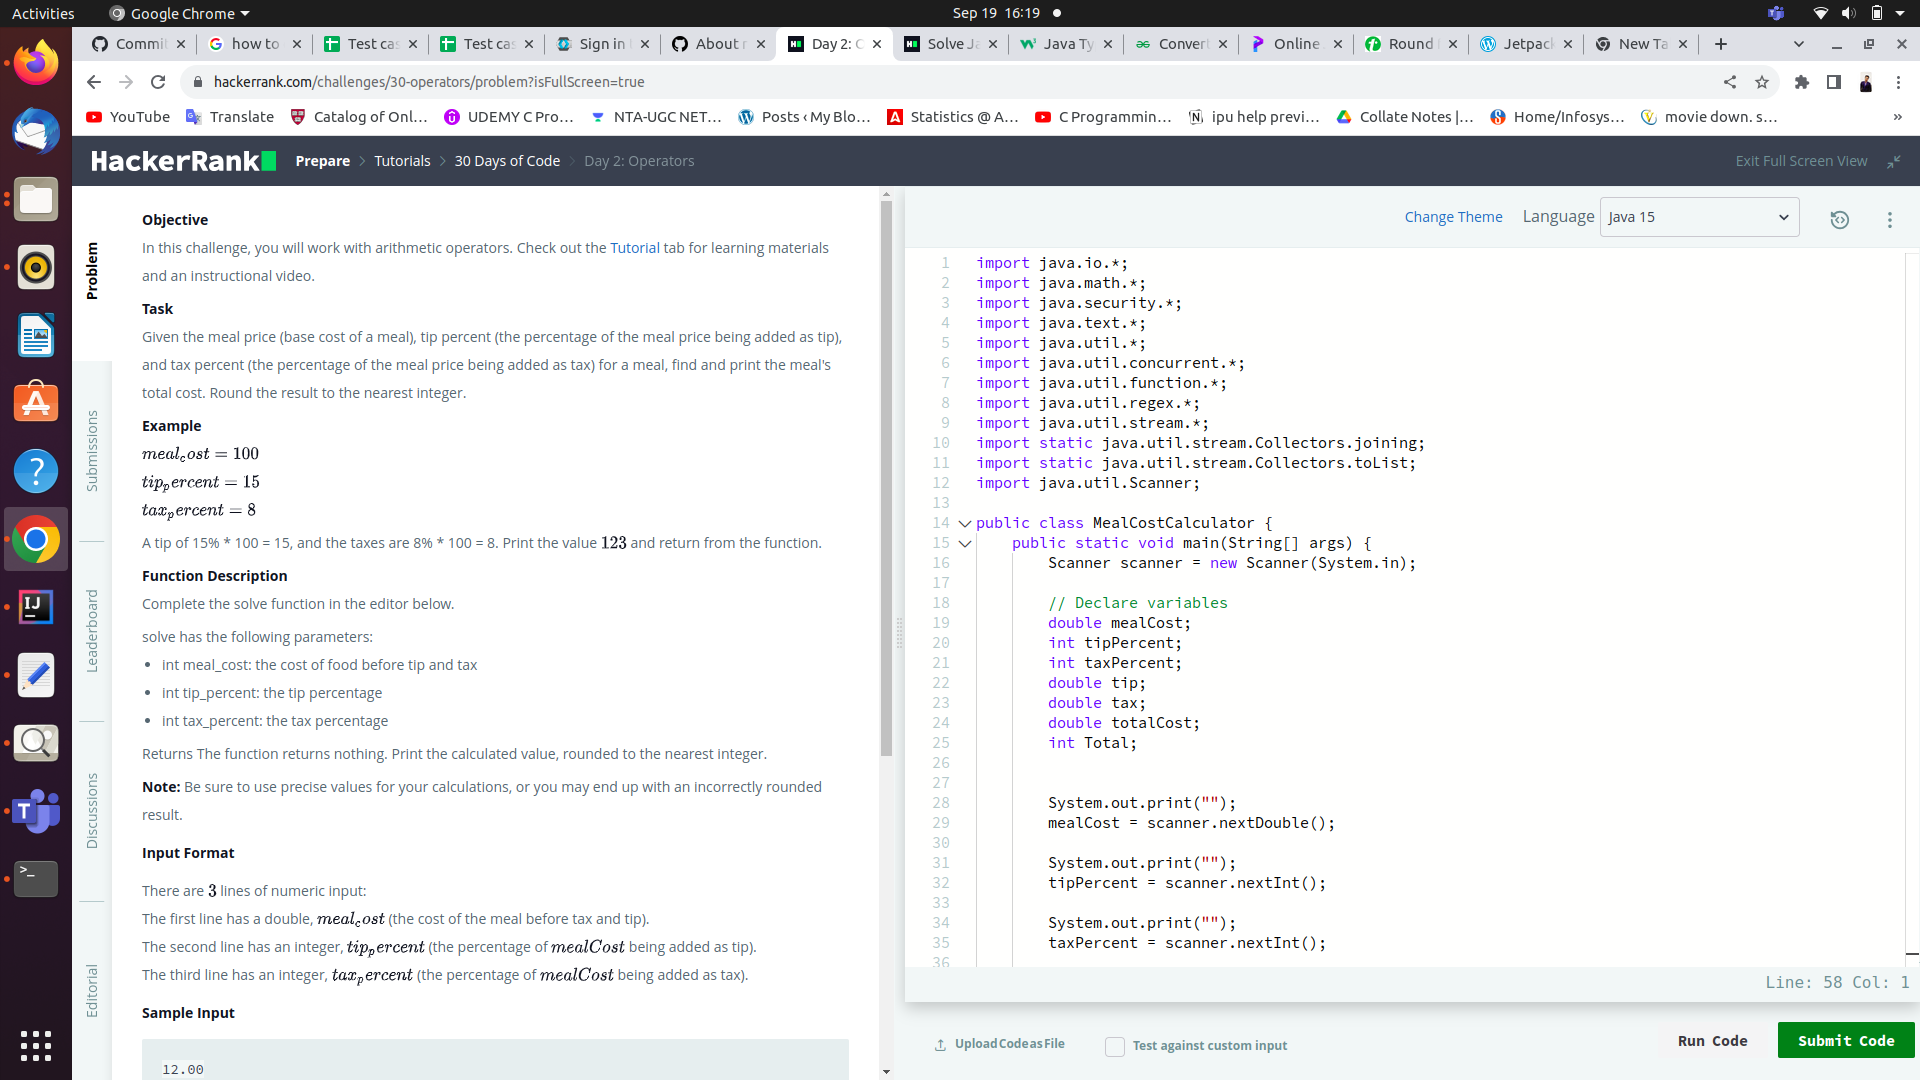 Activities
Google Chrome
Sep 19 16:19
Commit
how to
Test cas
Test cas
Sign in
About
Day 2: O
Solve Ja
Java Ty
Convert
Online
Round
Jetpack
New Ta
hackerrank.com/challenges/30-operators/problem?isFullScreen=true
YouTube
Translate
Catalog of Onl...
UDEMY C Pro...
NTA-UGC NET...
Posts ‹ My Blo...
Statistics @ A...
C Programmin...
ipu help previ...
Collate Notes |...
Home/Infosys...
movie down. s...
»
HackerRank
Prepare > Tutorials > 30 Days of Code > Day 2: Operators
Exit Full Screen View
Problem
Submissions
Leaderboard
Discussions
Editorial
Objective
In this challenge, you will work with arithmetic operators. Check out the Tutorial tab for learning materials
and an instructional video.
Task
Given the meal price (base cost of a meal), tip percent (the percentage of the meal price being added as tip),
and tax percent (the percentage of the meal price being added as tax) for a meal, find and print the meal's
total cost. Round the result to the nearest integer.
Example
meal_cost = 100
tip_percent = 15
tax_percent = 8
A tip of 15% * 100 = 15, and the taxes are 8% * 100 = 8. Print the value 123 and return from the function.
Function Description
Complete the solve function in the editor below.
solve has the following parameters:
• int meal_cost: the cost of food before tip and tax
• int tip_percent: the tip percentage
• int tax_percent: the tax percentage
Returns The function returns nothing. Print the calculated value, rounded to the nearest integer.
Note: Be sure to use precise values for your calculations, or you may end up with an incorrectly rounded
result.
Input Format
There are 3 lines of numeric input:
The first line has a double, meal_cost (the cost of the meal before tax and tip).
The second line has an integer, tip_percent (the percentage of mealCost being added as tip).
The third line has an integer, tax_percent (the percentage of mealCost being added as tax).
Sample Input
12.00
Change Theme
Language
Java 15
1 import java.io.*;
2 import java.math.*;
3 import java.security.*;
4 import java.text.*;
5 import java.util.*;
6 import java.util.concurrent.*;
7 import java.util.function.*;
8 import java.util.regex.*;
9 import java.util.stream.*;
10 import static java.util.stream.Collectors.joining;
11 import static java.util.stream.Collectors.toList;
12 import java.util.Scanner;
13
14 public class MealCostCalculator {
15 public static void main(String[] args) {
16 Scanner scanner = new Scanner(System.in);
17
18 // Declare variables
19 double mealCost;
20 int tipPercent;
21 int taxPercent;
22 double tip;
23 double tax;
24 double totalCost;
25 int Total;
26
27
28 System.out.print("");
29 mealCost = scanner.nextDouble();
30
31 System.out.print("");
32 tipPercent = scanner.nextInt();
33
34 System.out.print("");
35 taxPercent = scanner.nextInt();
36
Line: 58 Col: 1
Upload Code as File
Test against custom input
Run Code
Submit Code